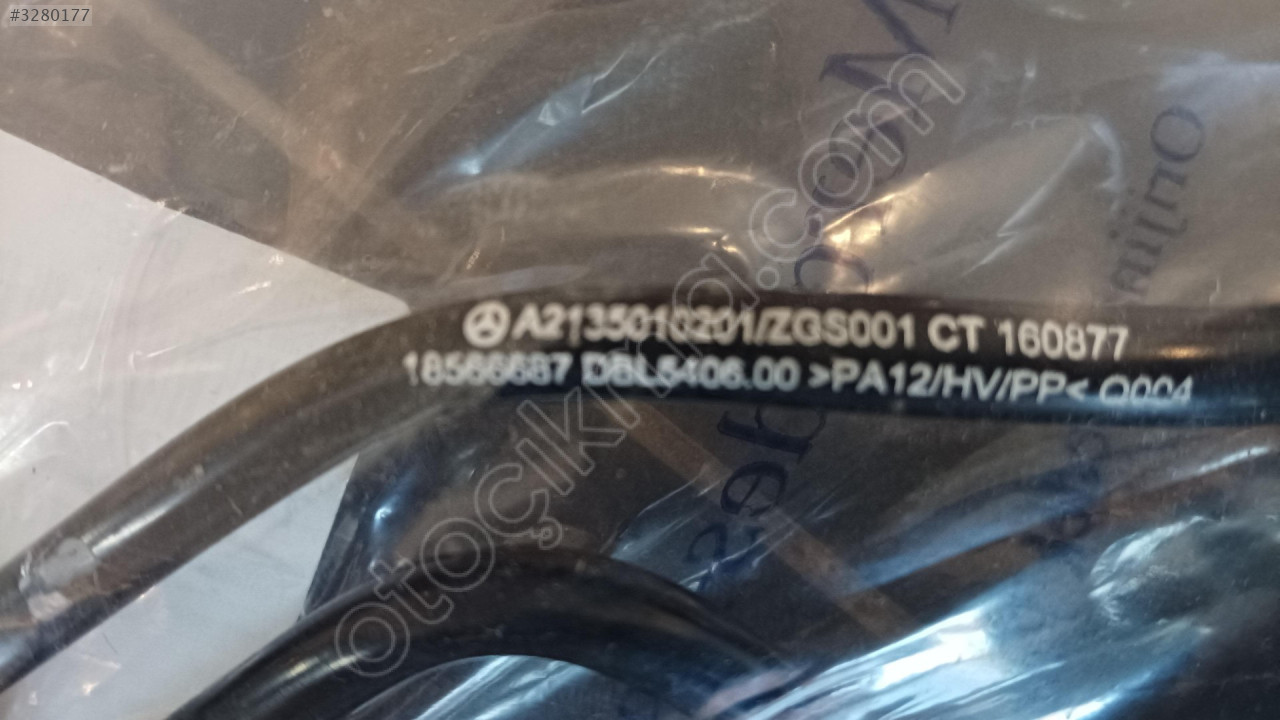 #3280177
A2135010201/ZGS001 CT 160877
18566687 DBL5406.00 >PA12/HV/PP< Q004
otoçıkma.com